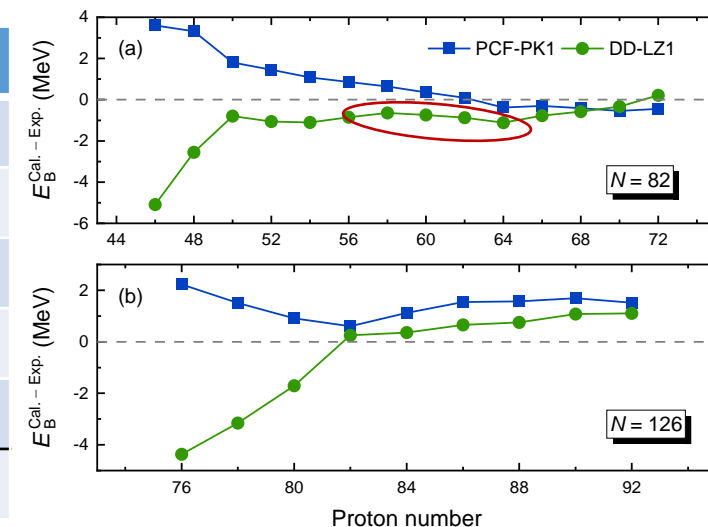 (a)
PCF-PK1 DD-LZ1
E_B^Cal. – Exp. (MeV)
4
2
0
-2
-4
-6
N = 82
44 48 52 56 60 64 68 72
(b)
E_B^Cal. – Exp. (MeV)
2
0
-2
-4
N = 126
76 80 84 88 92
Proton number